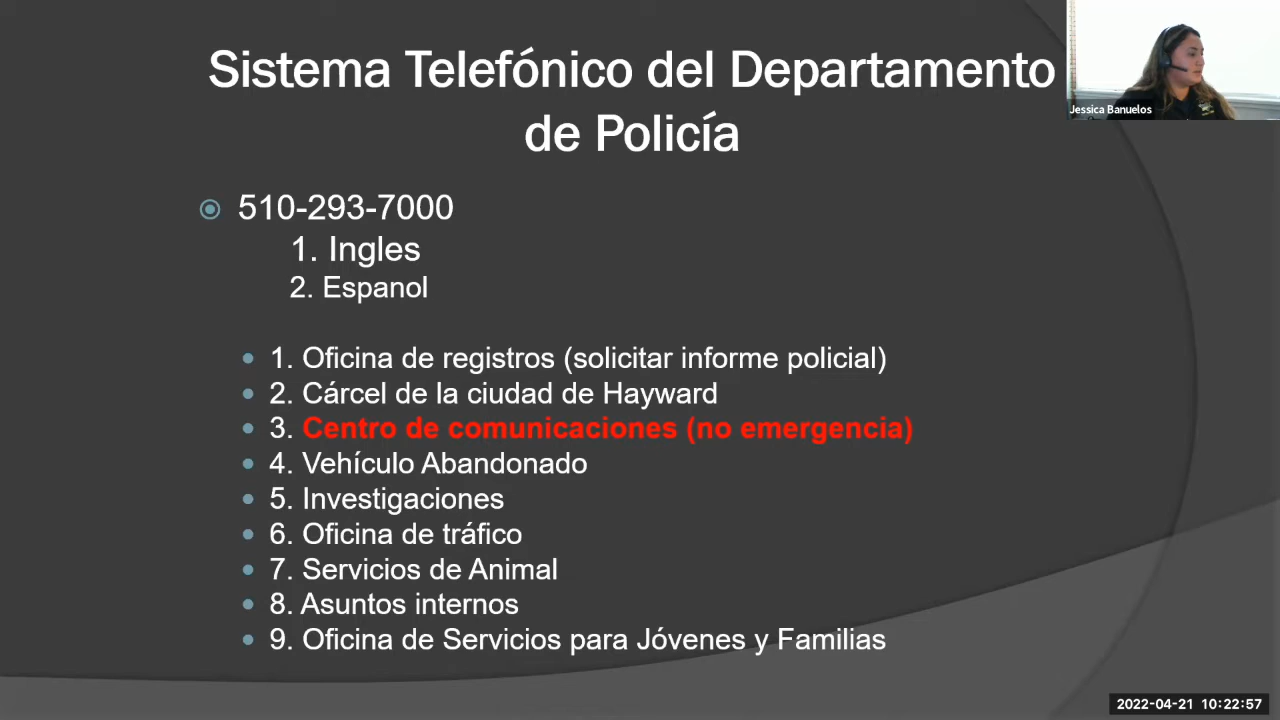 Sistema Telefónico del Departamento
de Policía
Jessica Banuelos
510-293-7000
1. Ingles
2. Espanol
1. Oficina de registros (solicitar informe policial)
2. Cárcel de la ciudad de Hayward
3. Centro de comunicaciones (no emergencia)
4. Vehículo Abandonado
5. Investigaciones
6. Oficina de tráfico
7. Servicios de Animal
8. Asuntos internos
9. Oficina de Servicios para Jóvenes y Familias
2022-04-21 10:22:57